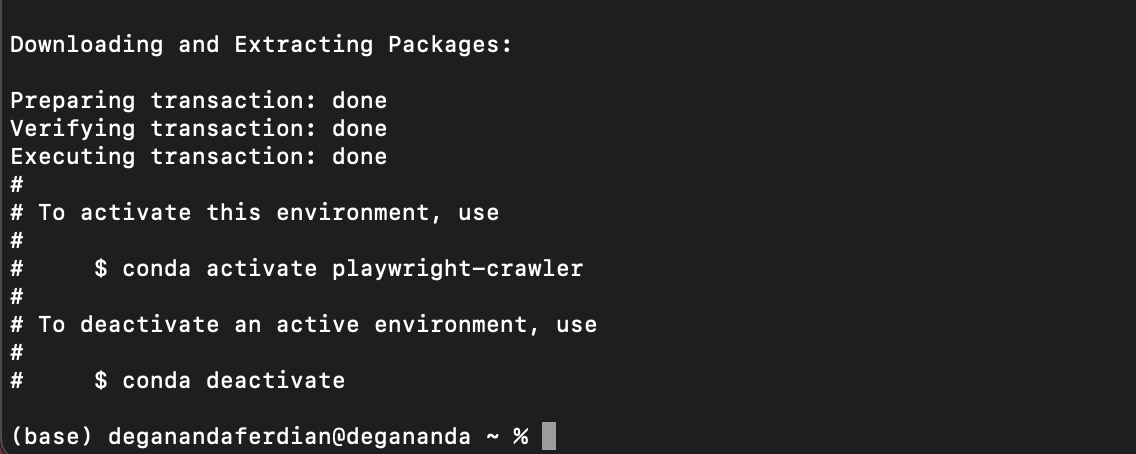 Downloading and Extracting Packages:
Preparing transaction: done
Verifying transaction: done
Executing transaction: done
#
# To activate this environment, use
#
#     $ conda activate playwright-crawler
#
# To deactivate an active environment, use
#
#     $ conda deactivate
(base) deganandaferdian@degananda ~ %